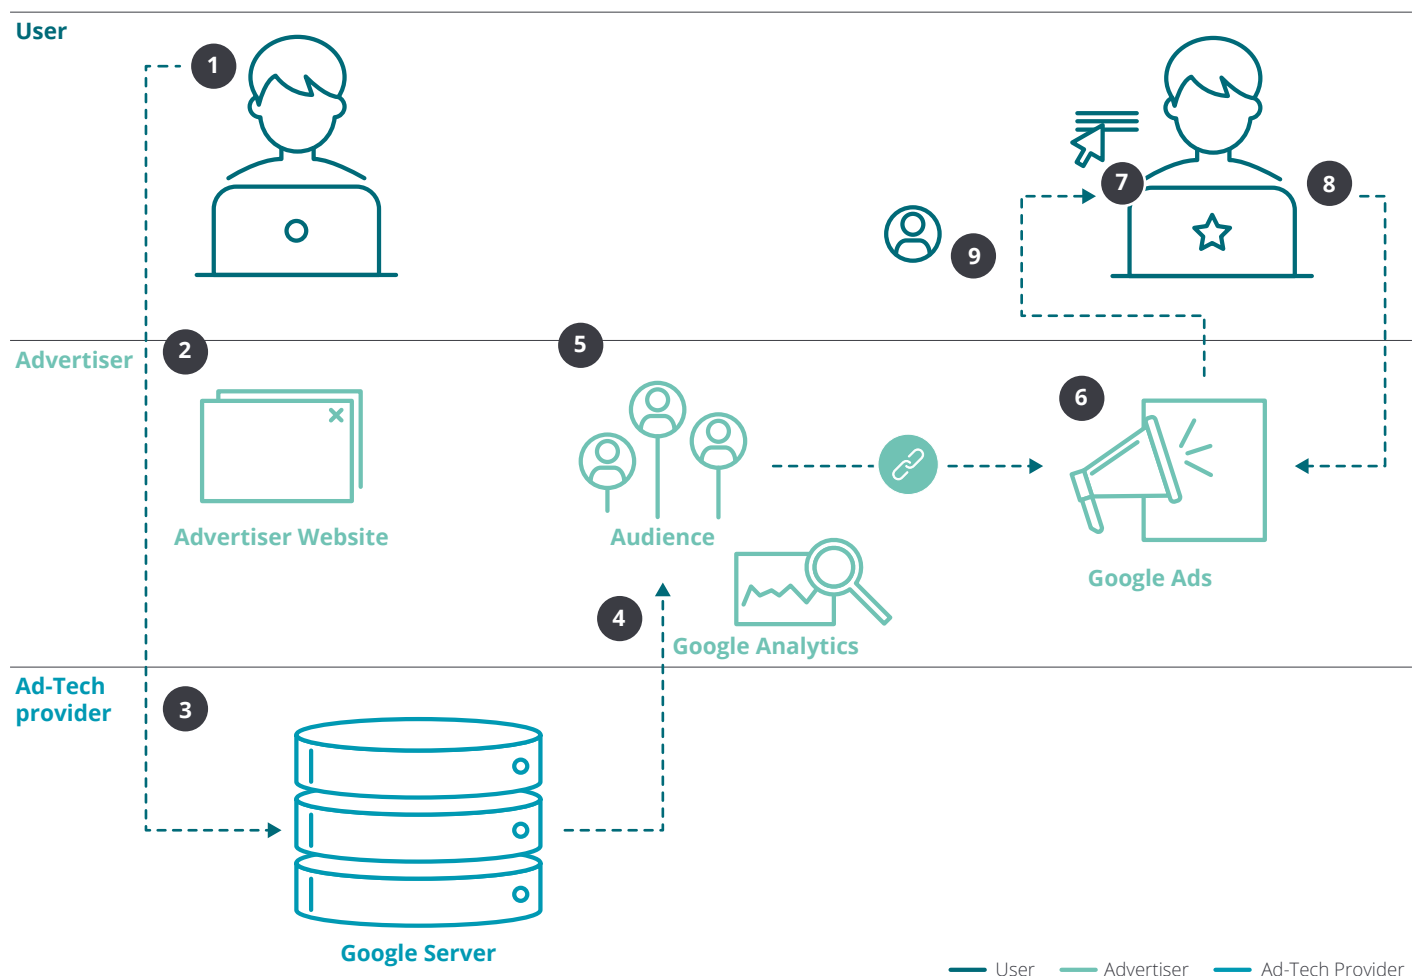 User
1
7
8
9
Advertiser
2
5
6
Advertiser Website
Audience
Google Ads
4
Google Analytics
Ad-Tech
provider
3
Google Server
User
Advertiser
Ad-Tech Provider